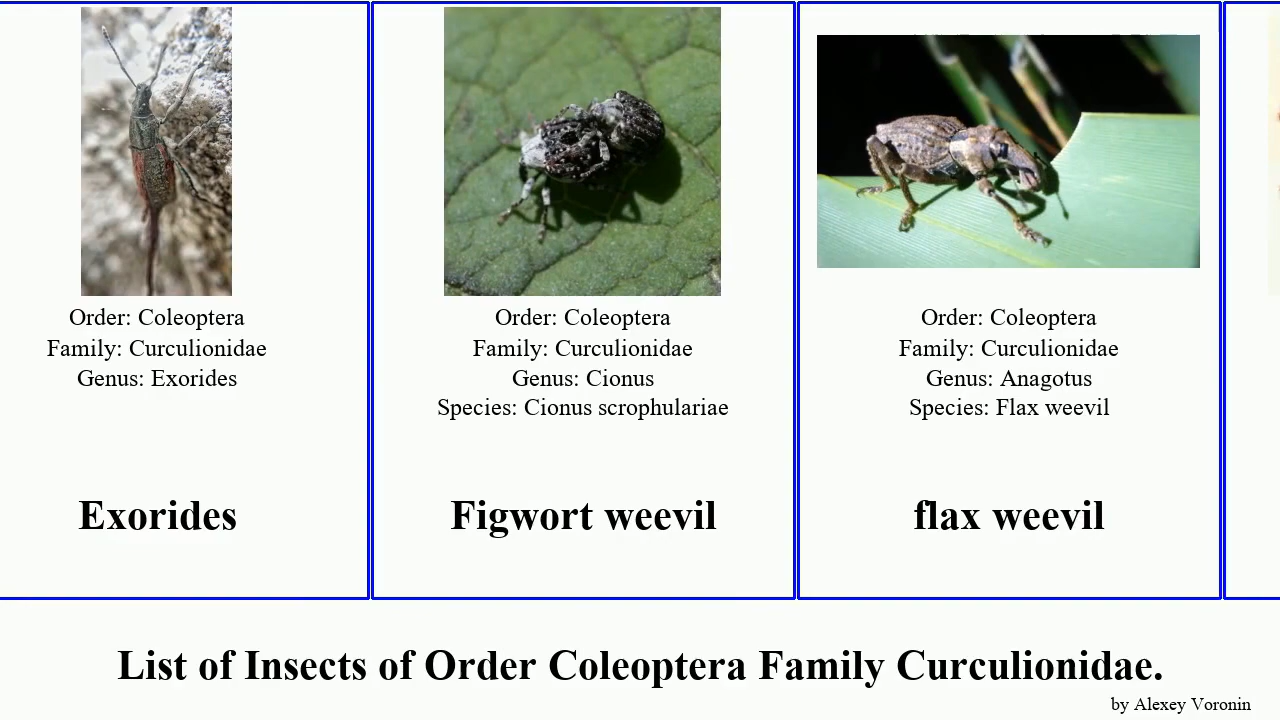 Order: Coleoptera
Family: Curculionidae
Genus: Exorides
Exorides
Order: Coleoptera
Family: Curculionidae
Genus: Cionus
Species: Cionus scrophulariae
Figwort weevil
Order: Coleoptera
Family: Curculionidae
Genus: Anagotus
Species: Flax weevil
flax weevil
List of Insects of Order Coleoptera Family Curculionidae.
by Alexey Voronin